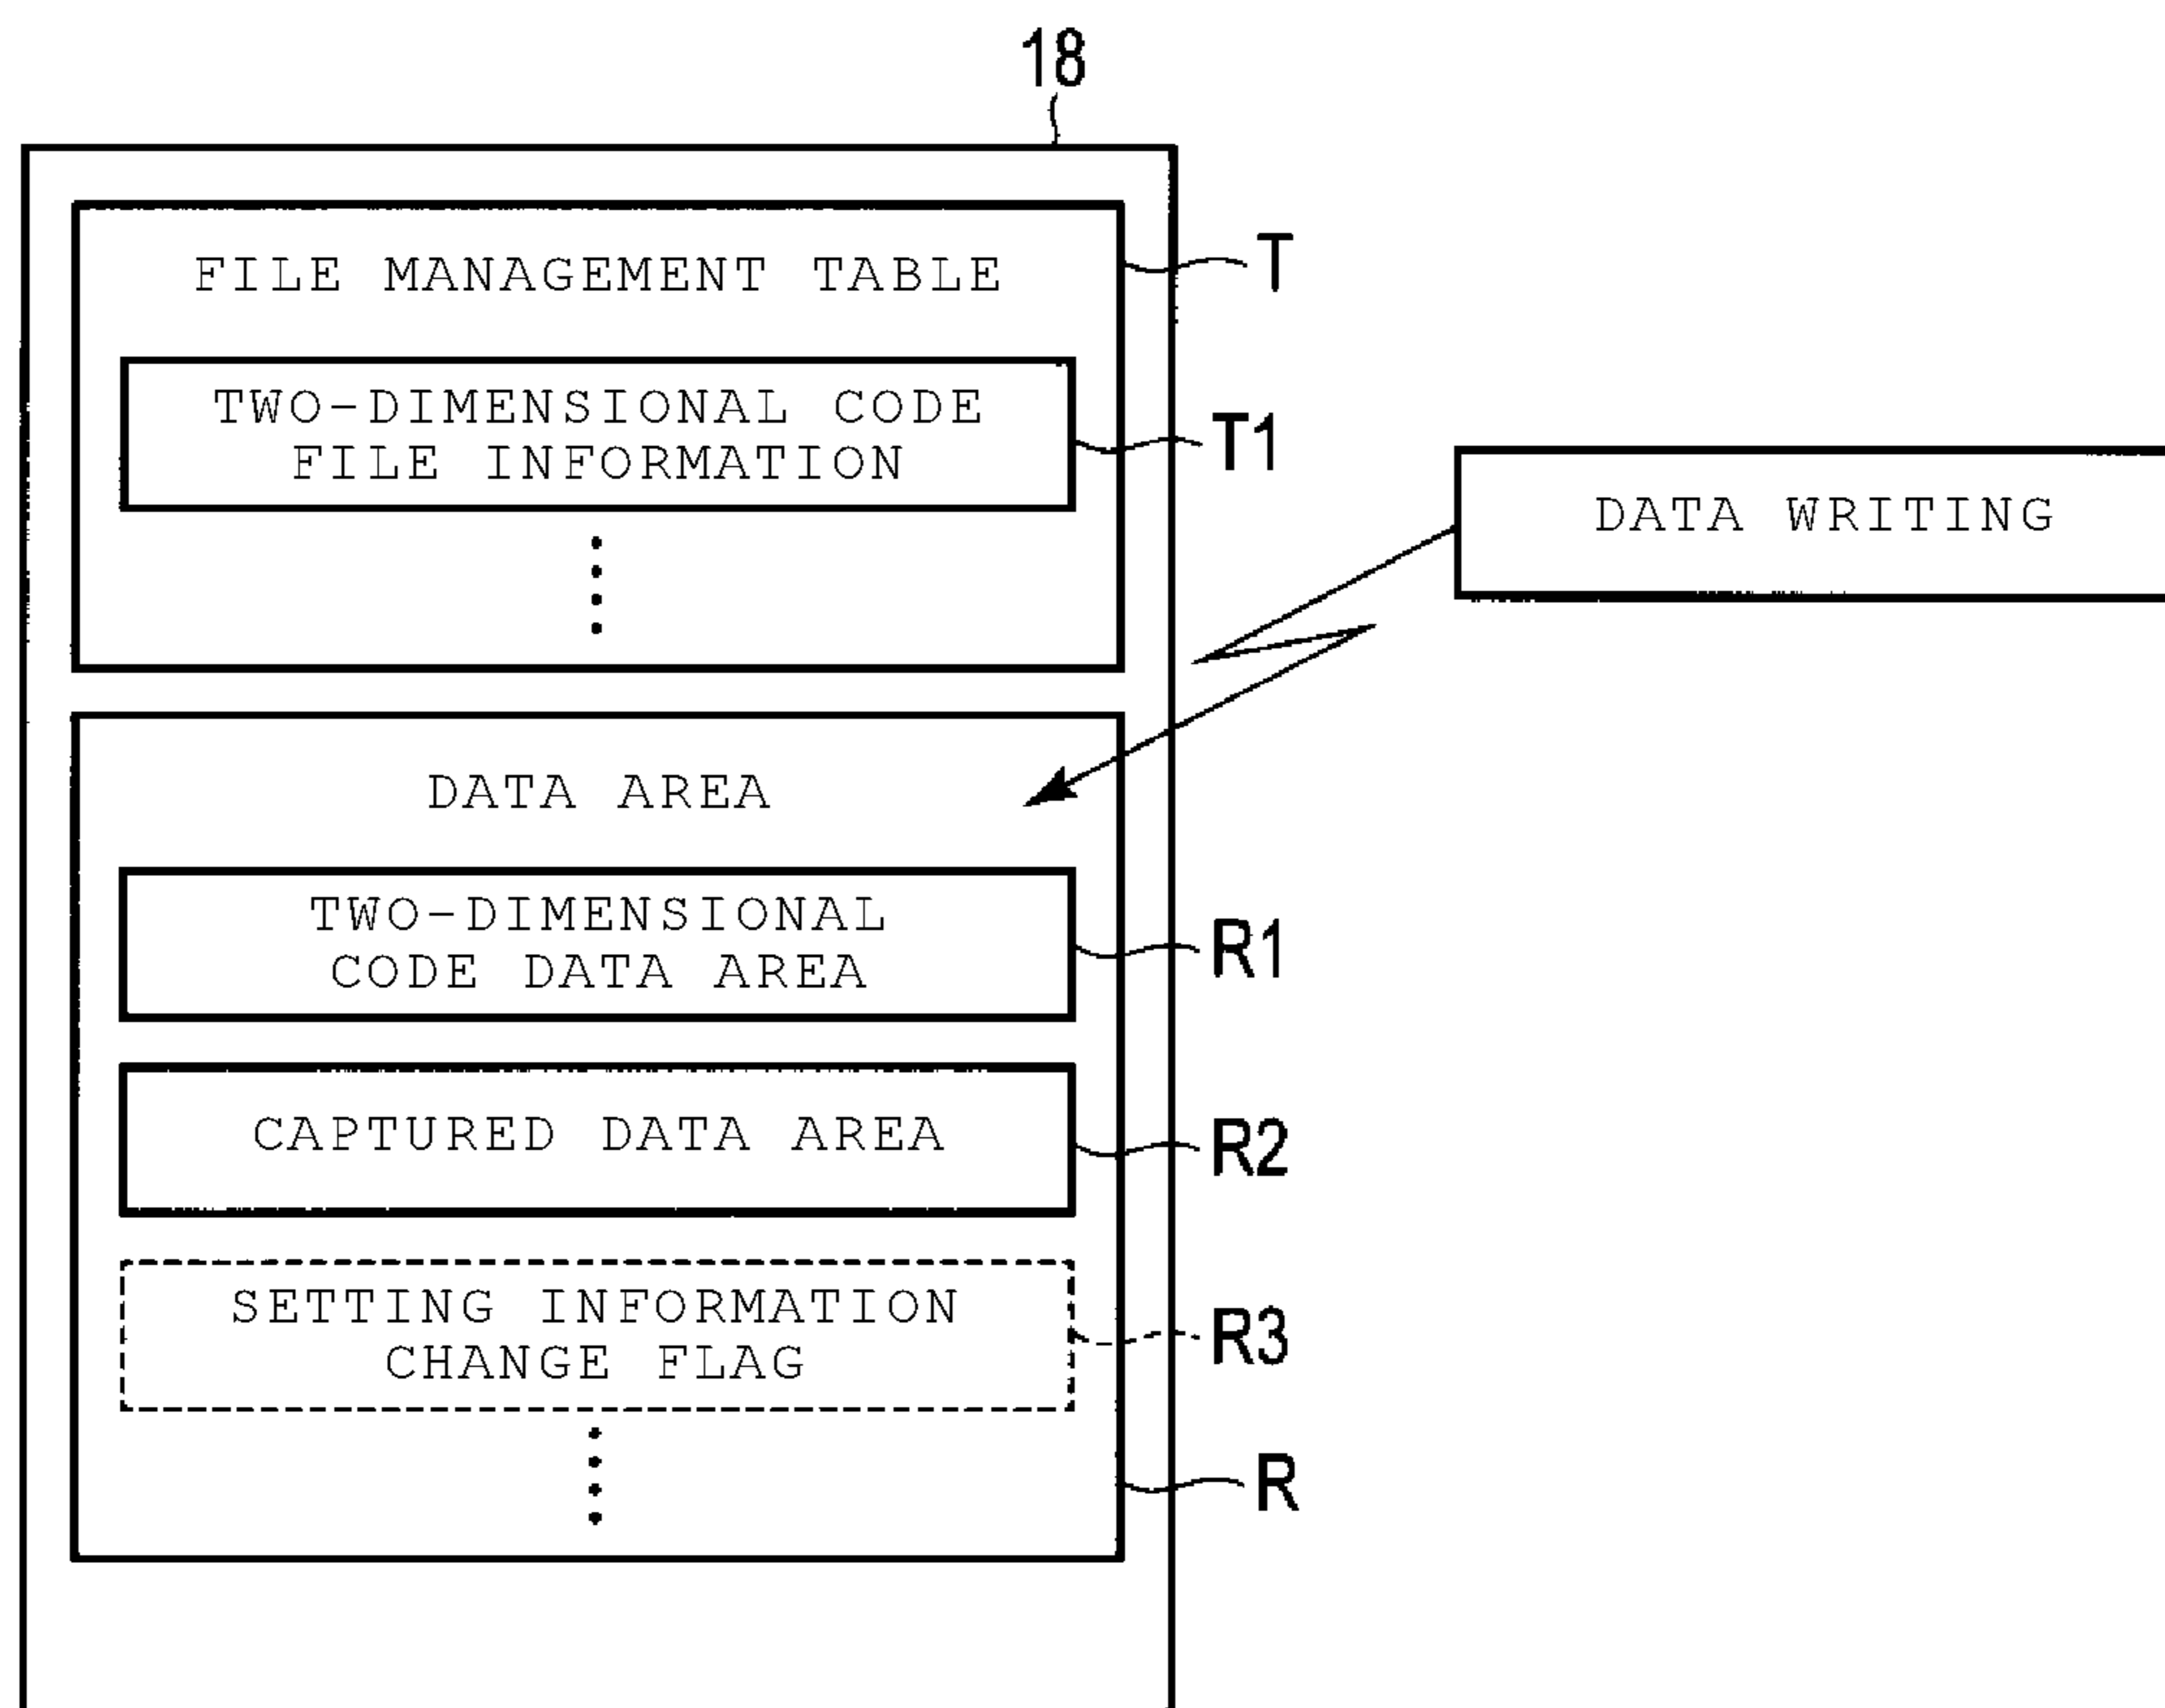 18
FILE MANAGEMENT TABLE
T
TWO-DIMENSIONAL CODE
FILE INFORMATION
T1
DATA WRITING
DATA AREA
TWO-DIMENSIONAL
CODE DATA AREA
R1
CAPTURED DATA AREA
R2
SETTING INFORMATION
CHANGE FLAG
R3
R